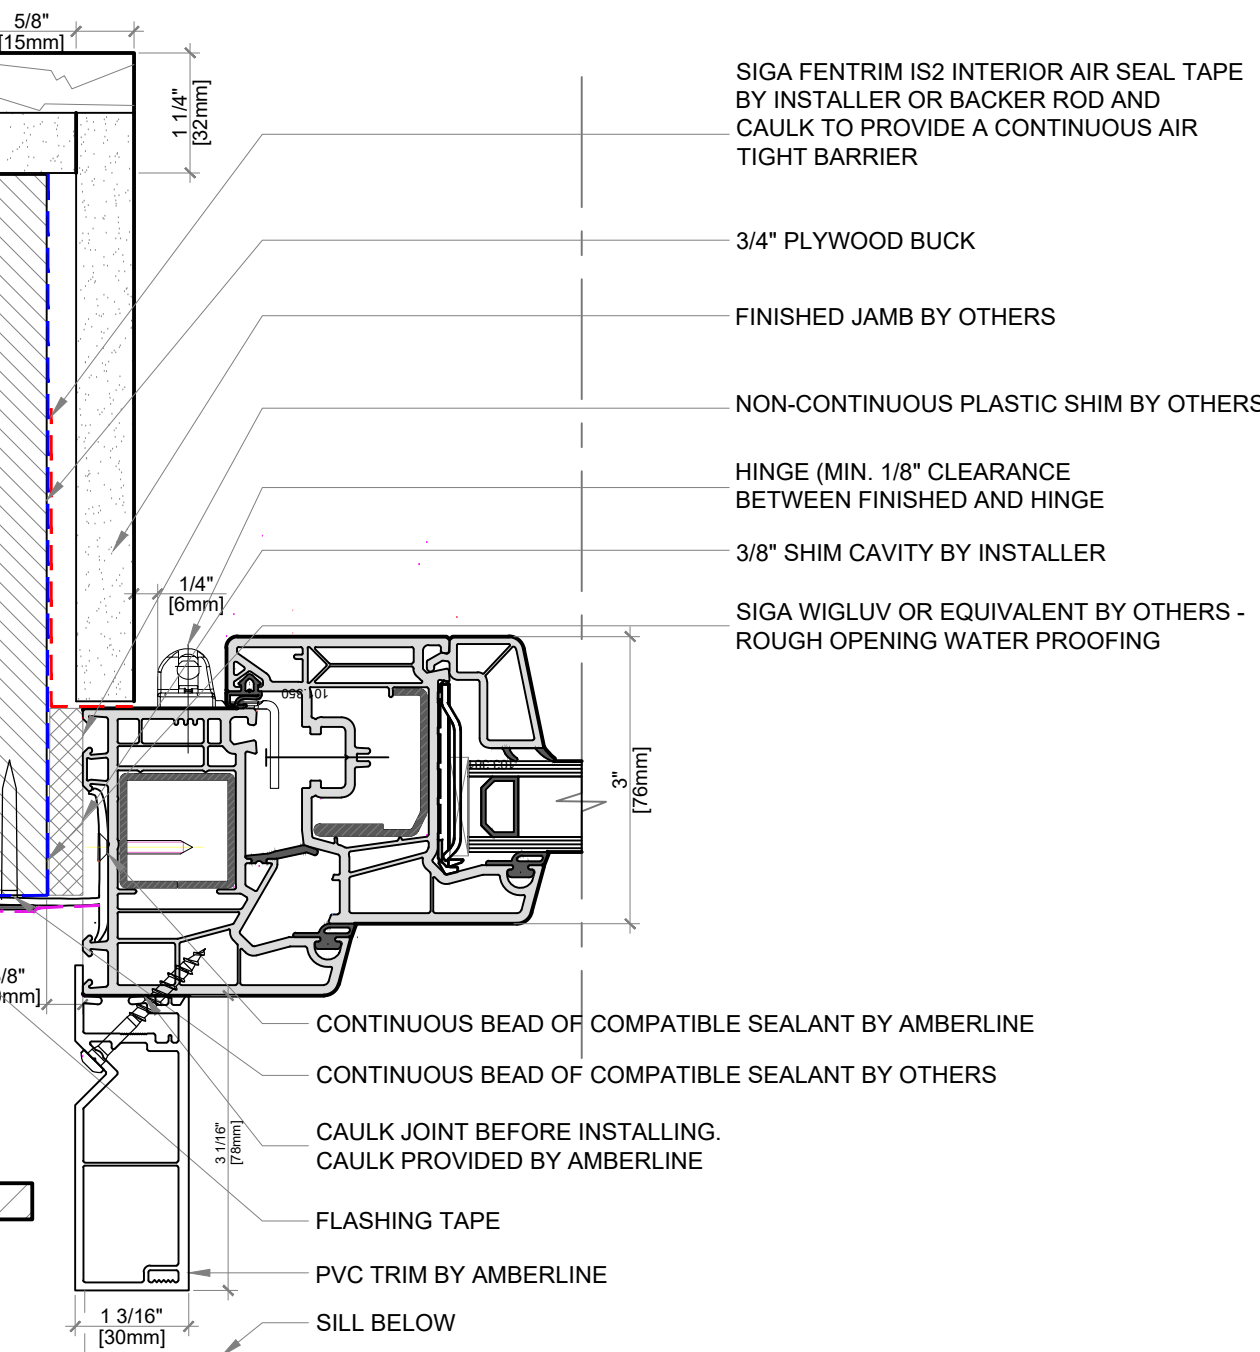 5/8"
[15mm]
1 1/4"
[32mm]
SIGA FENTRIM IS2 INTERIOR AIR SEAL TAPE
BY INSTALLER OR BACKER ROD AND
CAULK TO PROVIDE A CONTINUOUS AIR
TIGHT BARRIER
3/4" PLYWOOD BUCK
FINISHED JAMB BY OTHERS
NON-CONTINUOUS PLASTIC SHIM BY OTHERS
HINGE (MIN. 1/8" CLEARANCE
BETWEEN FINISHED AND HINGE
3/8" SHIM CAVITY BY INSTALLER
1/4"
[6mm]
SIGA WIGLUV OR EQUIVALENT BY OTHERS -
ROUGH OPENING WATER PROOFING
101.350
3"
[76mm]
/8"
mm]
CONTINUOUS BEAD OF COMPATIBLE SEALANT BY AMBERLINE
CONTINUOUS BEAD OF COMPATIBLE SEALANT BY OTHERS
3 1/16"
[78mm]
CAULK JOINT BEFORE INSTALLING.
CAULK PROVIDED BY AMBERLINE
FLASHING TAPE
PVC TRIM BY AMBERLINE
1 3/16"
[30mm]
SILL BELOW